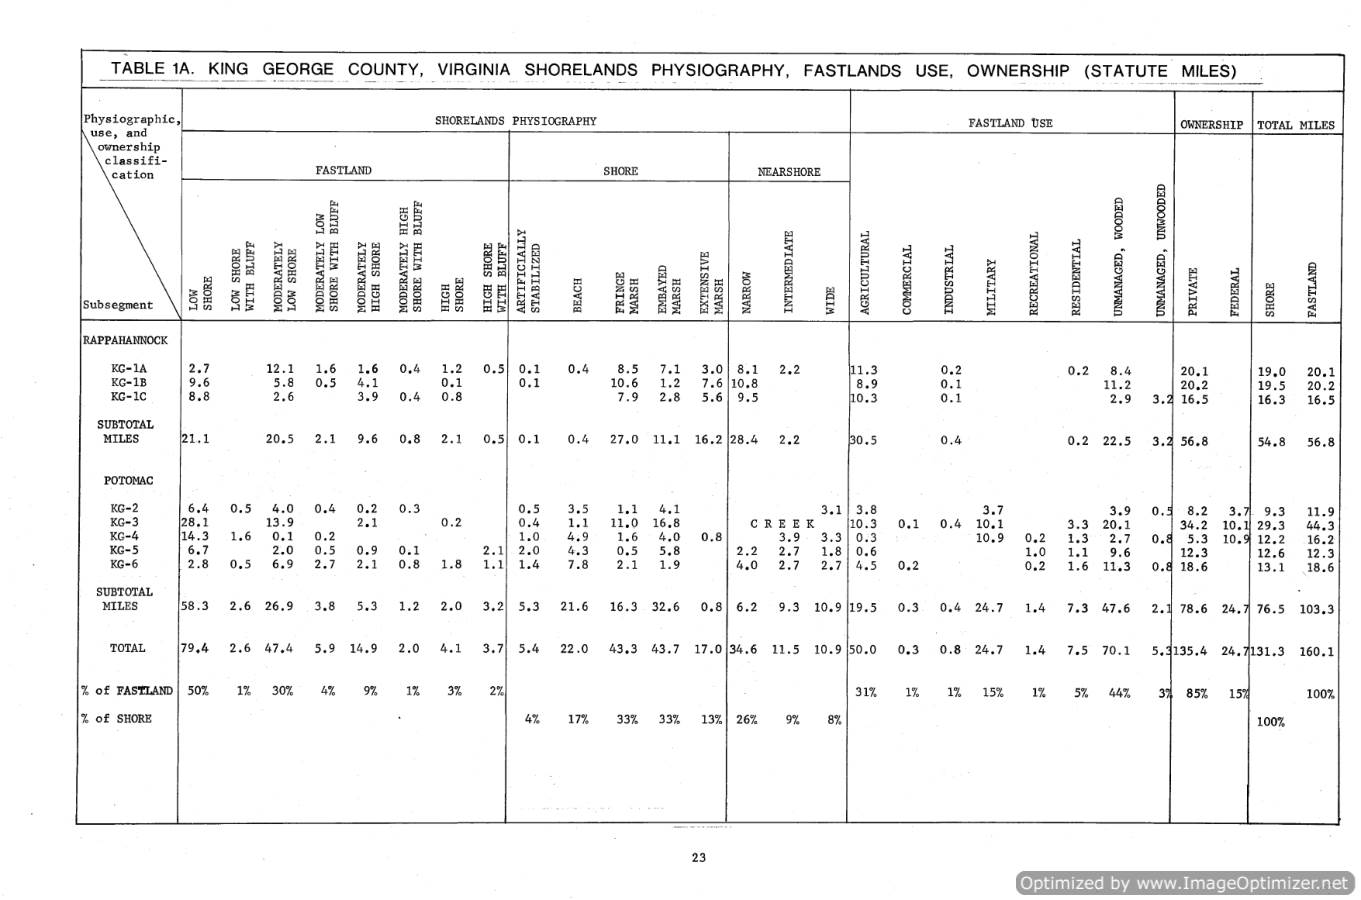 TABLE 1A. KING GEORGE COUNTY, VIRGINIA SHORELANDS PHYSIOGRAPHY, FASTLANDS USE, OWNERSHIP (STATUTE MILES)
Physiographic, use, and ownership classifi-cation
SHORELANDS PHYSIOGRAPHY FASTLAND USE OWNERSHIP TOTAL MILES
FASTLAND SHORE NEARSHORE
Subsegment LOW SHORE LOW SHORE WITH BLUFF MODERATELY LOW SHORE MODERATELY LOW SHORE WITH BLUFF MODERATELY HIGH SHORE MODERATELY HIGH SHORE WITH BLUFF HIGH SHORE HIGH SHORE WITH BLUFF ARTIFICIALLY STABILIZED BEACH FRINGE MARSH EMBAYED MARSH EXTENSIVE MARSH NARROW INTERMEDIATE WIDE AGRICULTURAL COMMERCIAL INDUSTRIAL MILITARY RECREATIONAL RESIDENTIAL UNMANAGED, WOODED UNMANAGED, UNWOODED PRIVATE FEDERAL SHORE FASTLAND
RAPPAHANNOCK
KG-1A 2.7 12.1 1.6 1.6 0.4 1.2 0.5 0.1 0.4 8.5 7.1 3.0 8.1 2.2 11.3 0.2 0.2 8.4 20.1 19.0 20.1
KG-1B 9.6 5.8 0.5 4.1 0.1 0.1 10.6 1.2 7.6 10.8 8.9 0.1 11.2 20.2 19.5 20.2
KG-1C 8.8 2.6 3.9 0.4 0.8 7.9 2.8 5.6 9.5 10.3 0.1 2.9 3.2 16.5 16.3 16.5
SUBTOTAL
MILES 21.1 20.5 2.1 9.6 0.8 2.1 0.5 0.1 0.4 27.0 11.1 16.2 28.4 2.2 30.5 0.4 0.2 22.5 3.2 56.8 54.8 56.8
POTOMAC
KG-2 6.4 0.5 4.0 0.4 0.2 0.3 0.5 3.5 1.1 4.1 3.1 3.8 3.7 3.9 0.5 8.2 3.7 9.3 11.9
KG-3 28.1 13.9 2.1 0.2 0.4 1.1 11.0 16.8 C R E E K 10.3 0.1 0.4 10.1 3.3 20.1 34.2 10.1 29.3 44.3
KG-4 14.3 1.6 0.1 0.2 1.0 4.9 1.6 4.0 0.8 3.9 3.3 0.3 10.9 0.2 1.3 2.7 0.8 5.3 10.9 12.2 16.2
KG-5 6.7 2.0 0.5 0.9 0.1 2.1 2.0 4.3 0.5 5.8 2.2 2.7 1.8 0.6 1.0 1.1 9.6 12.3 12.6 12.3
KG-6 2.8 0.5 6.9 2.7 2.1 0.8 1.8 1.1 1.4 7.8 2.1 1.9 4.0 2.7 2.7 4.5 0.2 0.2 1.6 11.3 0.8 18.6 13.1 18.6
SUBTOTAL
MILES 58.3 2.6 26.9 3.8 5.3 1.2 2.0 3.2 5.3 21.6 16.3 32.6 0.8 6.2 9.3 10.9 19.5 0.3 0.4 24.7 1.4 7.3 47.6 2.1 78.6 24.7 76.5 103.3
TOTAL 79.4 2.6 47.4 5.9 14.9 2.0 4.1 3.7 5.4 22.0 43.3 43.7 17.0 34.6 11.5 10.9 50.0 0.3 0.8 24.7 1.4 7.5 70.1 5.3 135.4 24.7 131.3 160.1
% of FASTLAND 50% 1% 30% 4% 9% 1% 3% 2% 31% 1% 1% 15% 1% 5% 44% 3% 85% 15% 100%
% of SHORE 4% 17% 33% 33% 13% 26% 9% 8% 100%
23
Optimized by www.ImageOptimizer.net